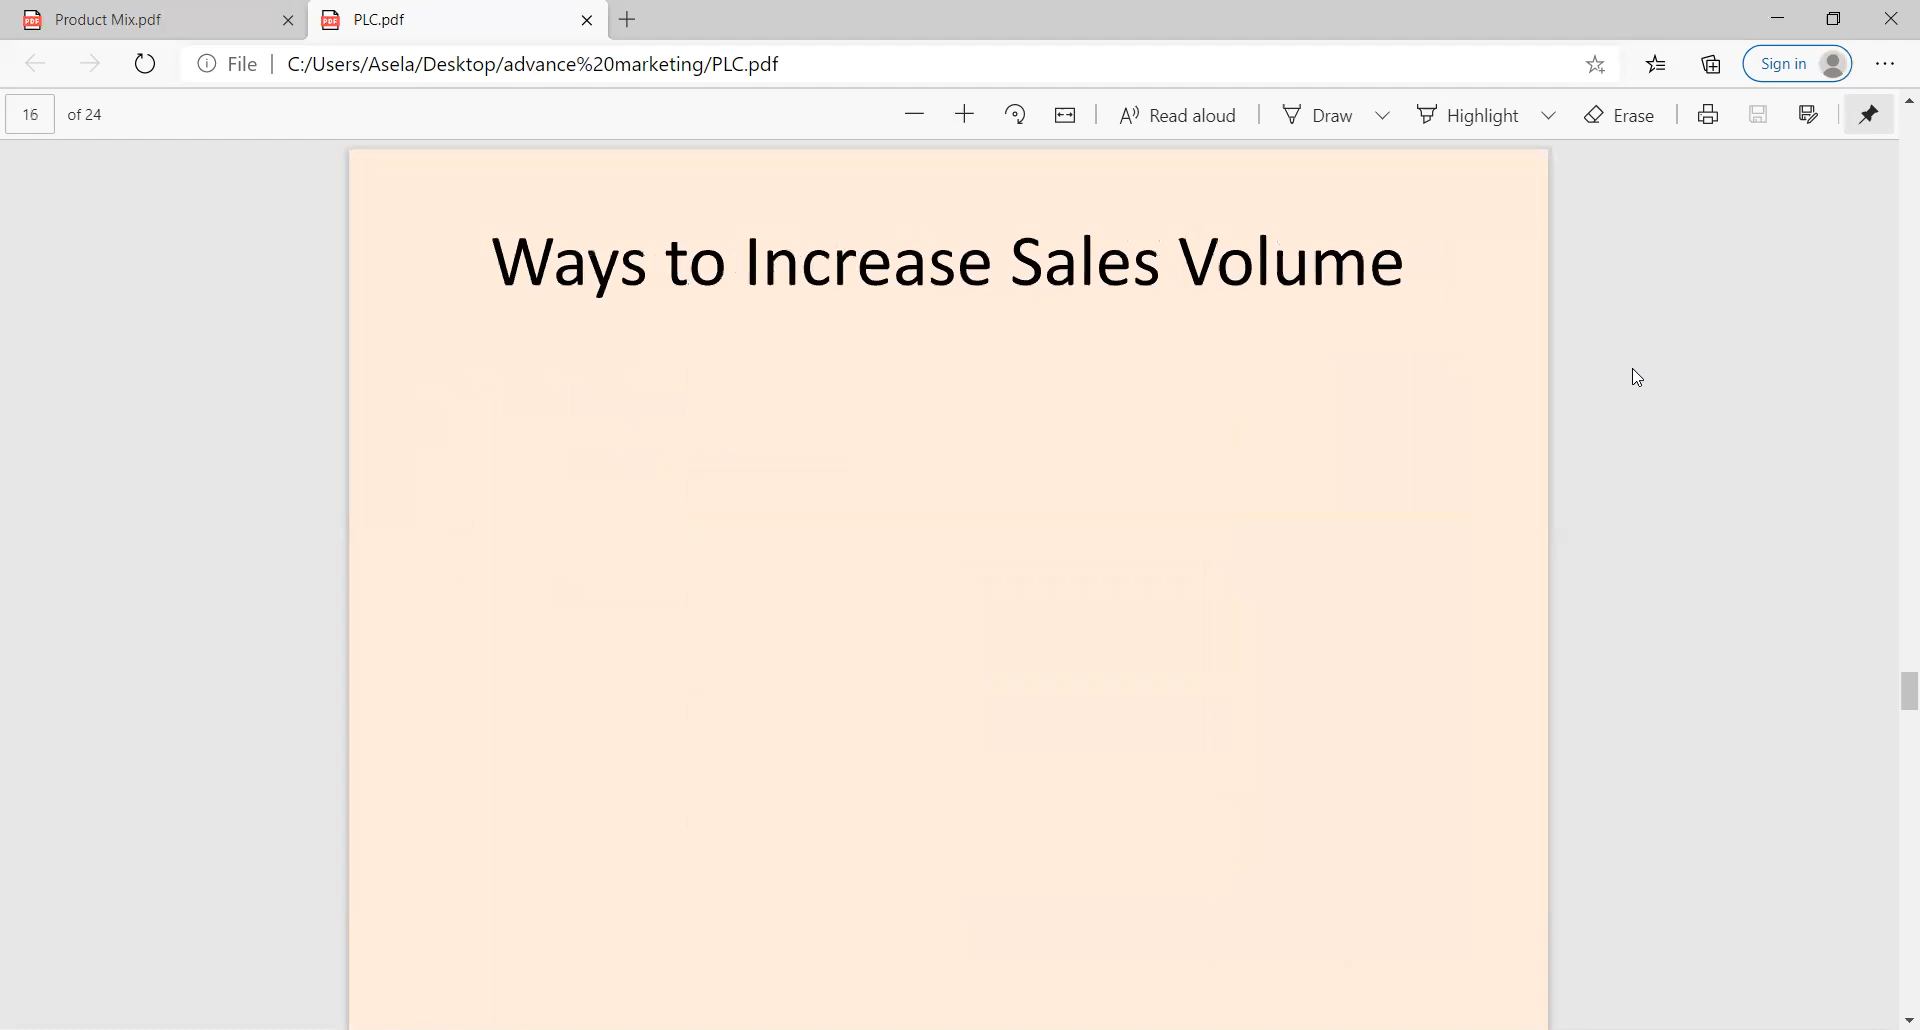 Product Mix.pdf
PLC.pdf
File
C:/Users/Asela/Desktop/advance%20marketing/PLC.pdf
Sign in
16 of 24
Read aloud
Draw
Highlight
Erase
Ways to Increase Sales Volume